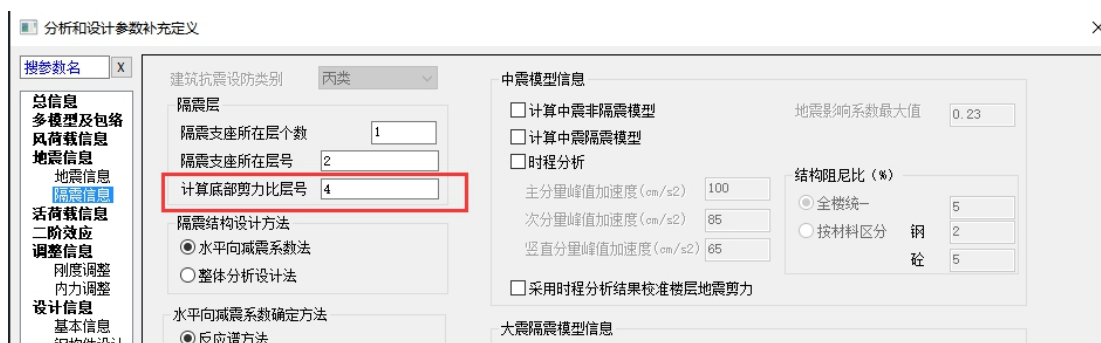 分析和设计参数补充定义
搜参数名 X
总信息
多模型及包络
风荷载信息
地震信息
地震信息
隔震信息
活荷载信息
二阶效应
调整信息
刚度调整
内力调整
设计信息
基本信息
建筑抗震设防类别 丙类
隔震层
隔震支座所在层个数 1
隔震支座所在层号 2
计算底部剪力比层号 4
隔震结构设计方法
水平向减震系数法
整体分析设计法
水平向减震系数确定方法
反应谱方法
中震模型信息
计算中震非隔震模型
计算中震隔震模型
时程分析
主分量峰值加速度(cm/s2) 100
次分量峰值加速度(cm/s2) 85
竖直分量峰值加速度(cm/s2) 65
采用时程分析结果校准楼层地震剪力
地震影响系数最大值 0.23
结构阻尼比（%）
全楼统一 5
按材料区分 钢 2
砼 5
大震隔震模型信息